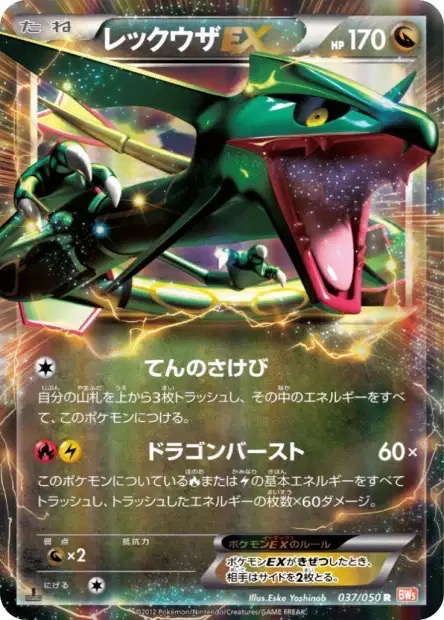 たね レックウザEX HP170
てんのさけび
自分の山札を上から3枚トラッシュし、その中のエネルギーをすべ
て、このポケモンにつける。
ドラゴンバースト 60×
このポケモンについている🔥または⚡の基本エネルギーをすべて
トラッシュし、トラッシュしたエネルギーの枚数×60ダメージ。
弱点 抵抗力 ポケモンEXのルール
×2 ポケモンEXがきぜつしたとき、
相手はサイドを2枚とる。
にげる
Illus.Eske Yoshinob 037/050 R BW5
©2012 Pokémon/Nintendo/Creatures/GAME FREAK.